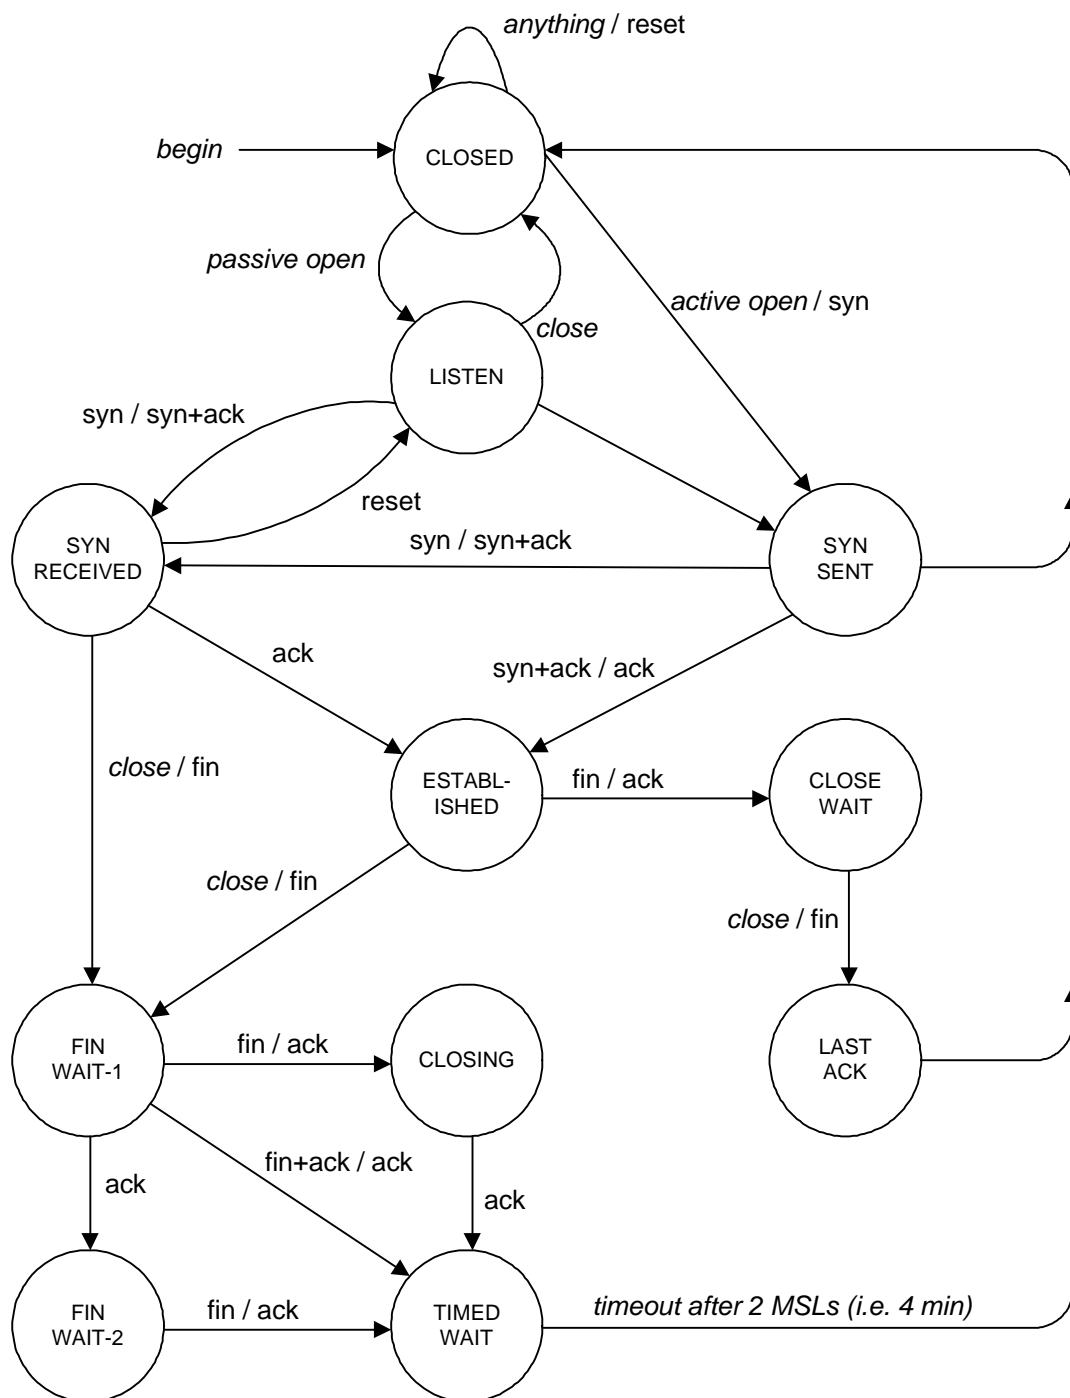 anything / reset
begin
CLOSED
passive open
active open / syn
close
LISTEN
syn / syn+ack
reset
syn / syn+ack
SYN
RECEIVED
SYN
SENT
ack
syn+ack / ack
close / fin
ESTABL-
ISHED
fin / ack
CLOSE
WAIT
close / fin
close / fin
FIN
WAIT-1
fin / ack
CLOSING
LAST
ACK
fin+ack / ack
ack
ack
FIN
WAIT-2
fin / ack
TIMED
WAIT
timeout after 2 MSLs (i.e. 4 min)